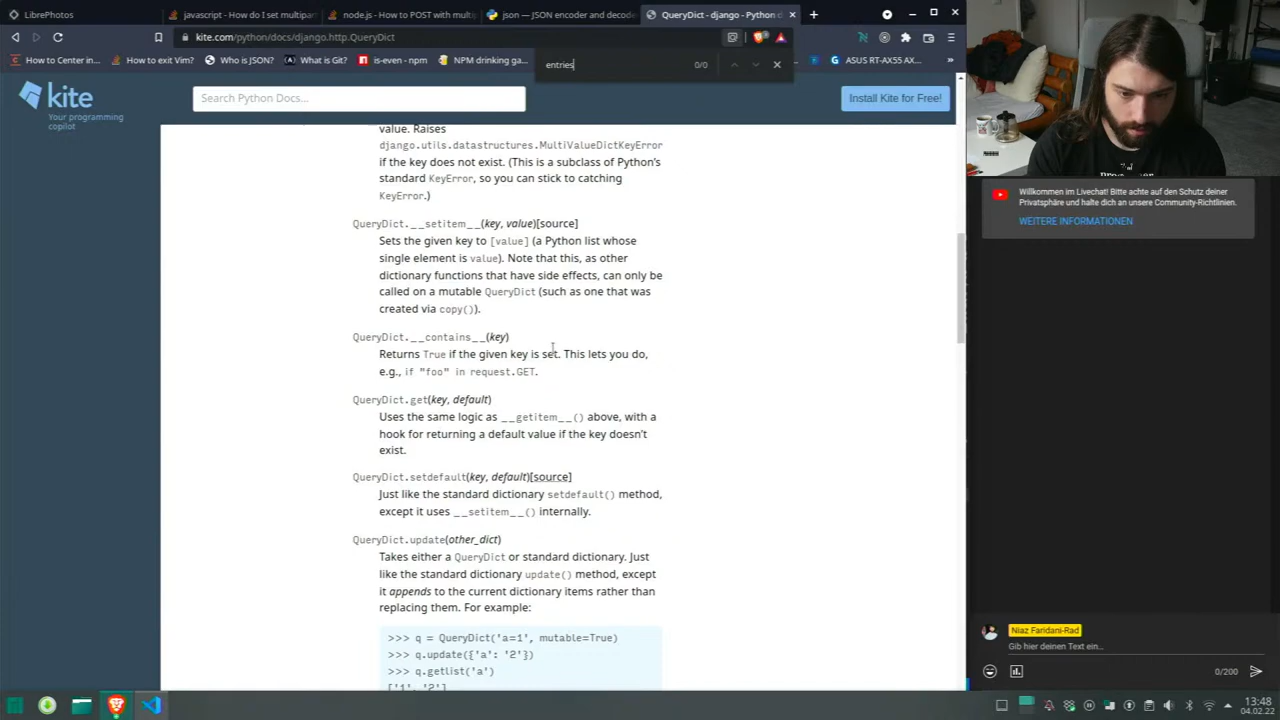 LibrePhotos
javascript - How do I set multipart
node.js - How to POST with multi
json — JSON encoder and decode
QueryDict - django - Python d
kite.com/python/docs/django.http.QueryDict
How to Center in...
How to exit Vim?
Who is JSON?
What is Git?
is-even - npm
NPM drinking ga...
ASUS RT-AX55 AX...
entries
0/0
kite
Your programming
copilot
Search Python Docs...
Install Kite for Free!
value. Raises
django.utils.datastructures.MultiValueDictKeyError
if the key does not exist. (This is a subclass of Python's
standard KeyError, so you can stick to catching
KeyError.)
QueryDict.__setitem__(key, value)[source]
Sets the given key to [value] (a Python list whose
single element is value). Note that this, as other
dictionary functions that have side effects, can only be
called on a mutable QueryDict (such as one that was
created via copy()).
QueryDict.__contains__(key)
Returns True if the given key is set. This lets you do,
e.g., if "foo" in request.GET.
QueryDict.get(key, default)
Uses the same logic as __getitem__() above, with a
hook for returning a default value if the key doesn't
exist.
QueryDict.setdefault(key, default)[source]
Just like the standard dictionary setdefault() method,
except it uses __setitem__() internally.
QueryDict.update(other_dict)
Takes either a QueryDict or standard dictionary. Just
like the standard dictionary update() method, except
it appends to the current dictionary items rather than
replacing them. For example:
>>> q = QueryDict('a=1', mutable=True)
>>> q.update({'a': '2'})
>>> q.getlist('a')
['1', '2']
Willkommen im Livechat! Bitte achte auf den Schutz deiner
Privatsphäre und halte dich an unsere Community-Richtlinien.
WEITERE INFORMATIONEN
Niaz Faridani-Rad
Gib hier deinen Text ein...
0/200
13:48
04.02.22